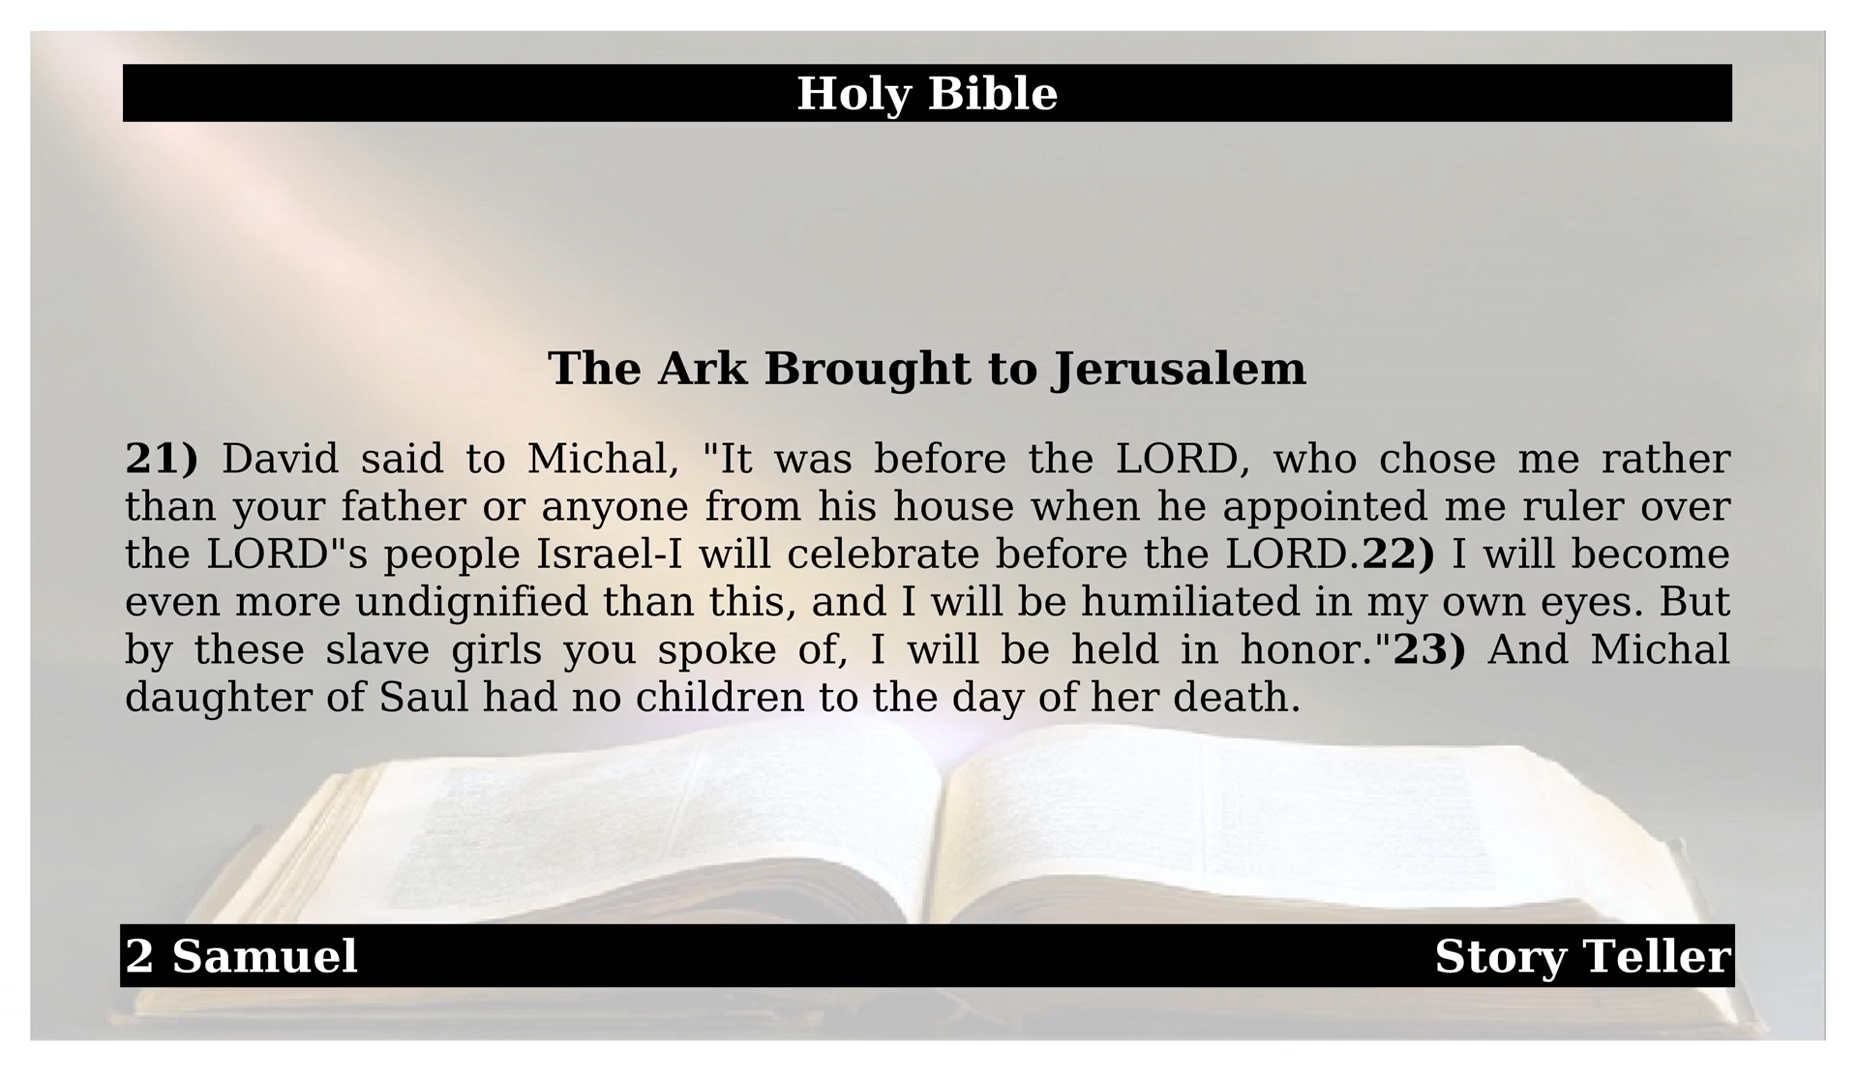 Holy Bible
The Ark Brought to Jerusalem
21) David said to Michal, "It was before the LORD, who chose me rather
than your father or anyone from his house when he appointed me ruler over
the LORD"s people Israel-I will celebrate before the LORD.22) I will become
even more undignified than this, and I will be humiliated in my own eyes. But
by these slave girls you spoke of, I will be held in honor."23) And Michal
daughter of Saul had no children to the day of her death.
2 Samuel
Story Teller